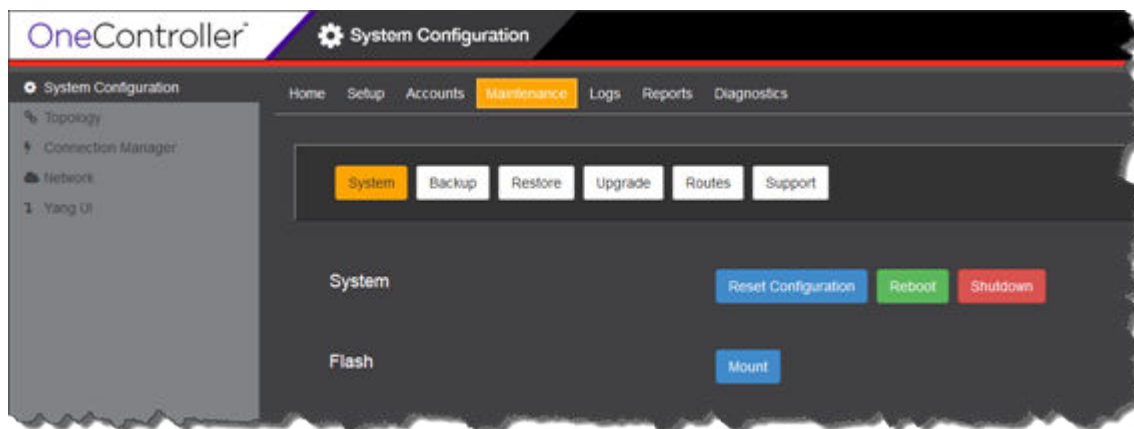 OneController™
System Configuration
System Configuration
Topology
Connection Manager
Network
Yang UI
Home Setup Accounts Maintenance Logs Reports Diagnostics
System Backup Restore Upgrade Routes Support
System Reset Configuration Reboot Shutdown
Flash Mount